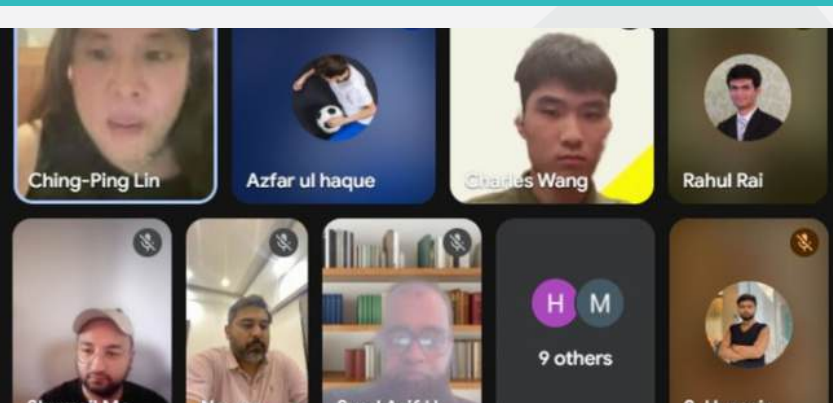 Ching-Ping Lin
Azfar ul haque
Charles Wang
Rahul Rai
H M
9 others